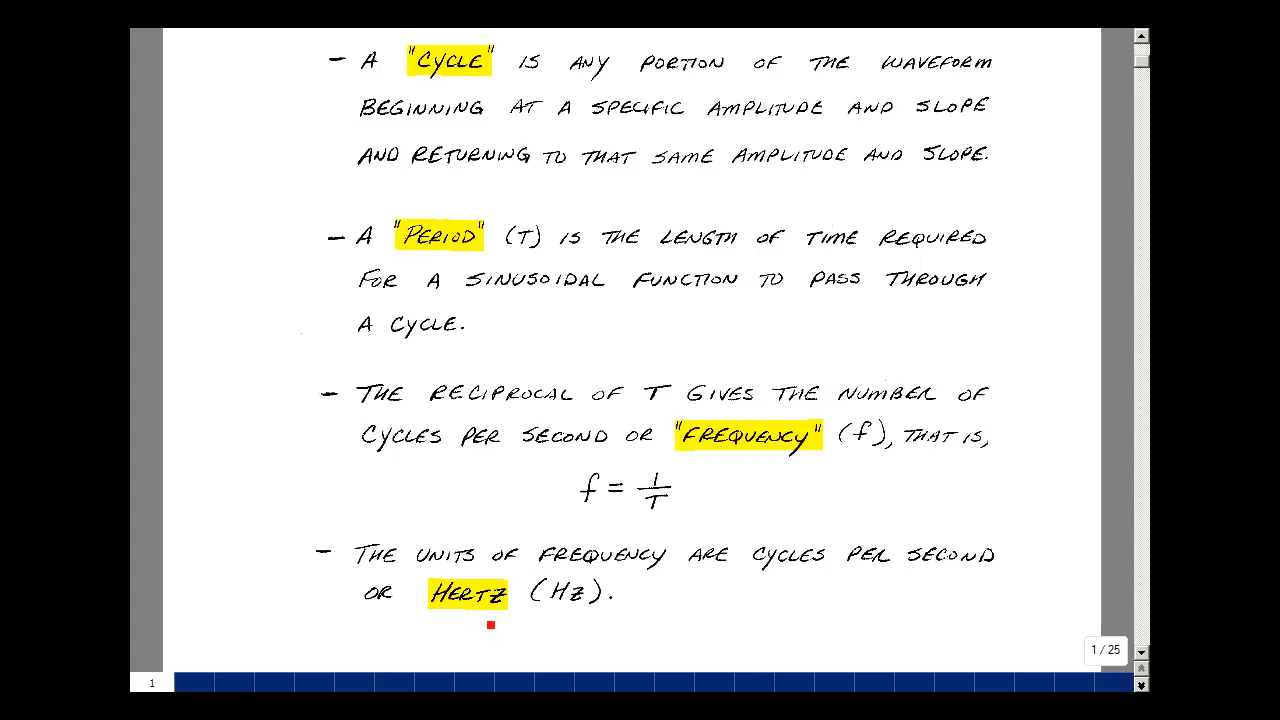 - A "CYCLE" IS ANY PORTION OF THE WAVEFORM
BEGINNING AT A SPECIFIC AMPLITUDE AND SLOPE
AND RETURNING TO THAT SAME AMPLITUDE AND SLOPE.
- A "PERIOD" (T) IS THE LENGTH OF TIME REQUIRED
FOR A SINUSOIDAL FUNCTION TO PASS THROUGH
A CYCLE.
- THE RECIPROCAL OF T GIVES THE NUMBER OF
CYCLES PER SECOND OR "FREQUENCY" (f), THAT IS,
f = 1/T
- THE UNITS OF FREQUENCY ARE CYCLES PER SECOND
OR HERTZ (HZ).
1 / 25
1